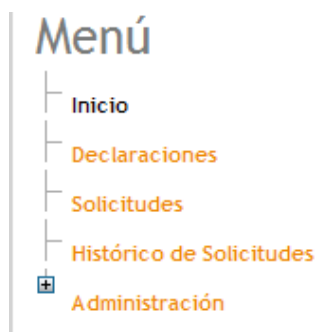 Menú
Inicio
Declaraciones
Solicitudes
Histórico de Solicitudes
Administración